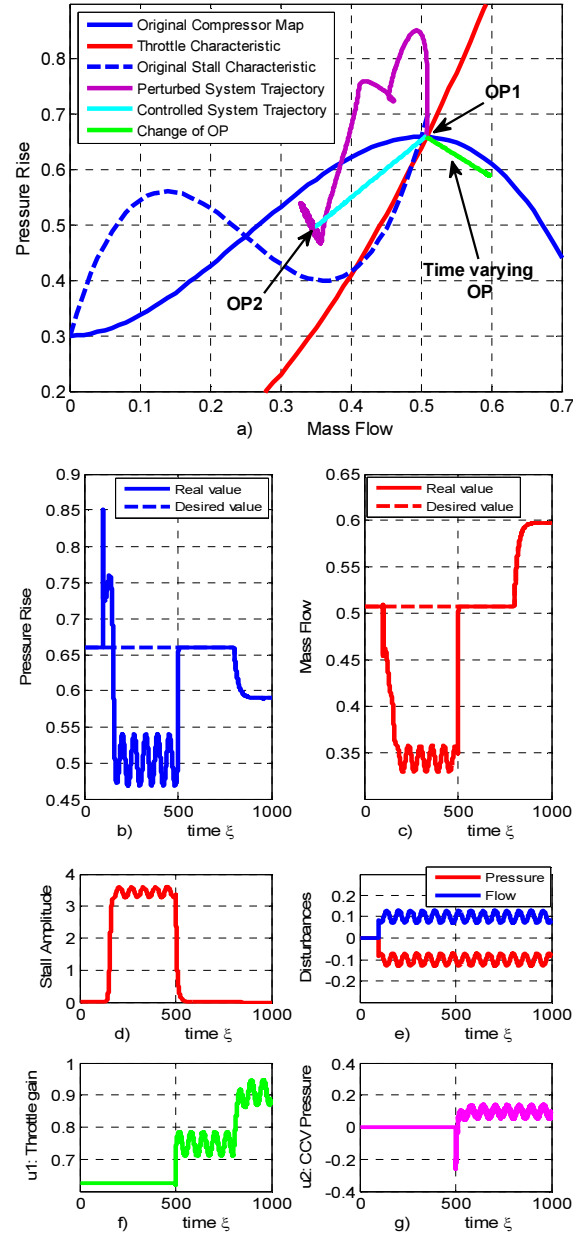 Original Compressor Map
Throttle Characteristic
Original Stall Characteristic
Perturbed System Trajectory
Controlled System Trajectory
Change of OP
OP1
OP2
Time varying
OP
Pressure Rise
0.8
0.7
0.6
0.5
0.4
0.3
0.2
0 0.1 0.2 0.3 0.4 0.5 0.6 0.7
a) Mass Flow
Real value
Desired value
Pressure Rise
0.9
0.85
0.8
0.75
0.7
0.65
0.6
0.55
0.5
0.45
0 500 1000
b) time ξ
Real value
Desired value
Mass Flow
0.65
0.6
0.55
0.5
0.45
0.4
0.35
0 500 1000
c) time ξ
Stall Amplitude
4
3
2
1
0
0 500 1000
d) time ξ
Pressure
Flow
Disturbances
0.2
0.1
0
-0.1
-0.2
0 500 1000
e) time ξ
u1: Throttle gain
1
0.9
0.8
0.7
0 500 1000
f) time ξ
u2: CCV Pressure
0.4
0.2
0
-0.2
-0.4
0 500 1000
g) time ξ